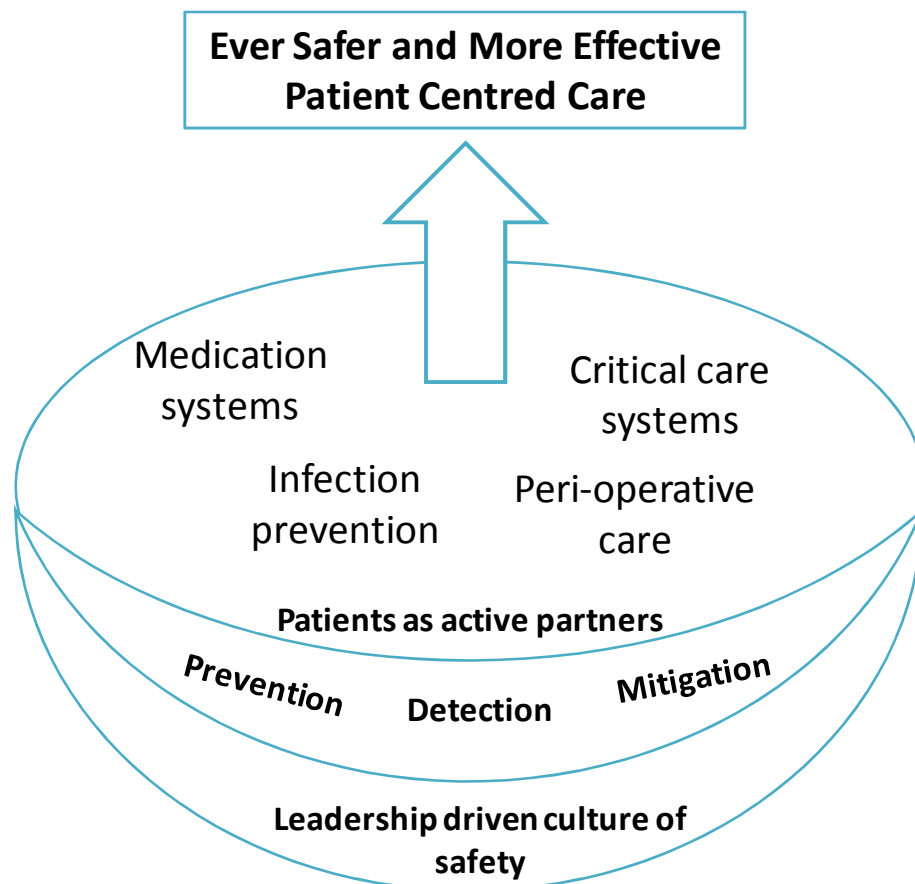 Ever Safer and More Effective
Patient Centred Care
Medication
systems
Critical care
systems
Infection
prevention
Peri-operative
care
Patients as active partners
Prevention
Detection
Mitigation
Leadership driven culture of
safety